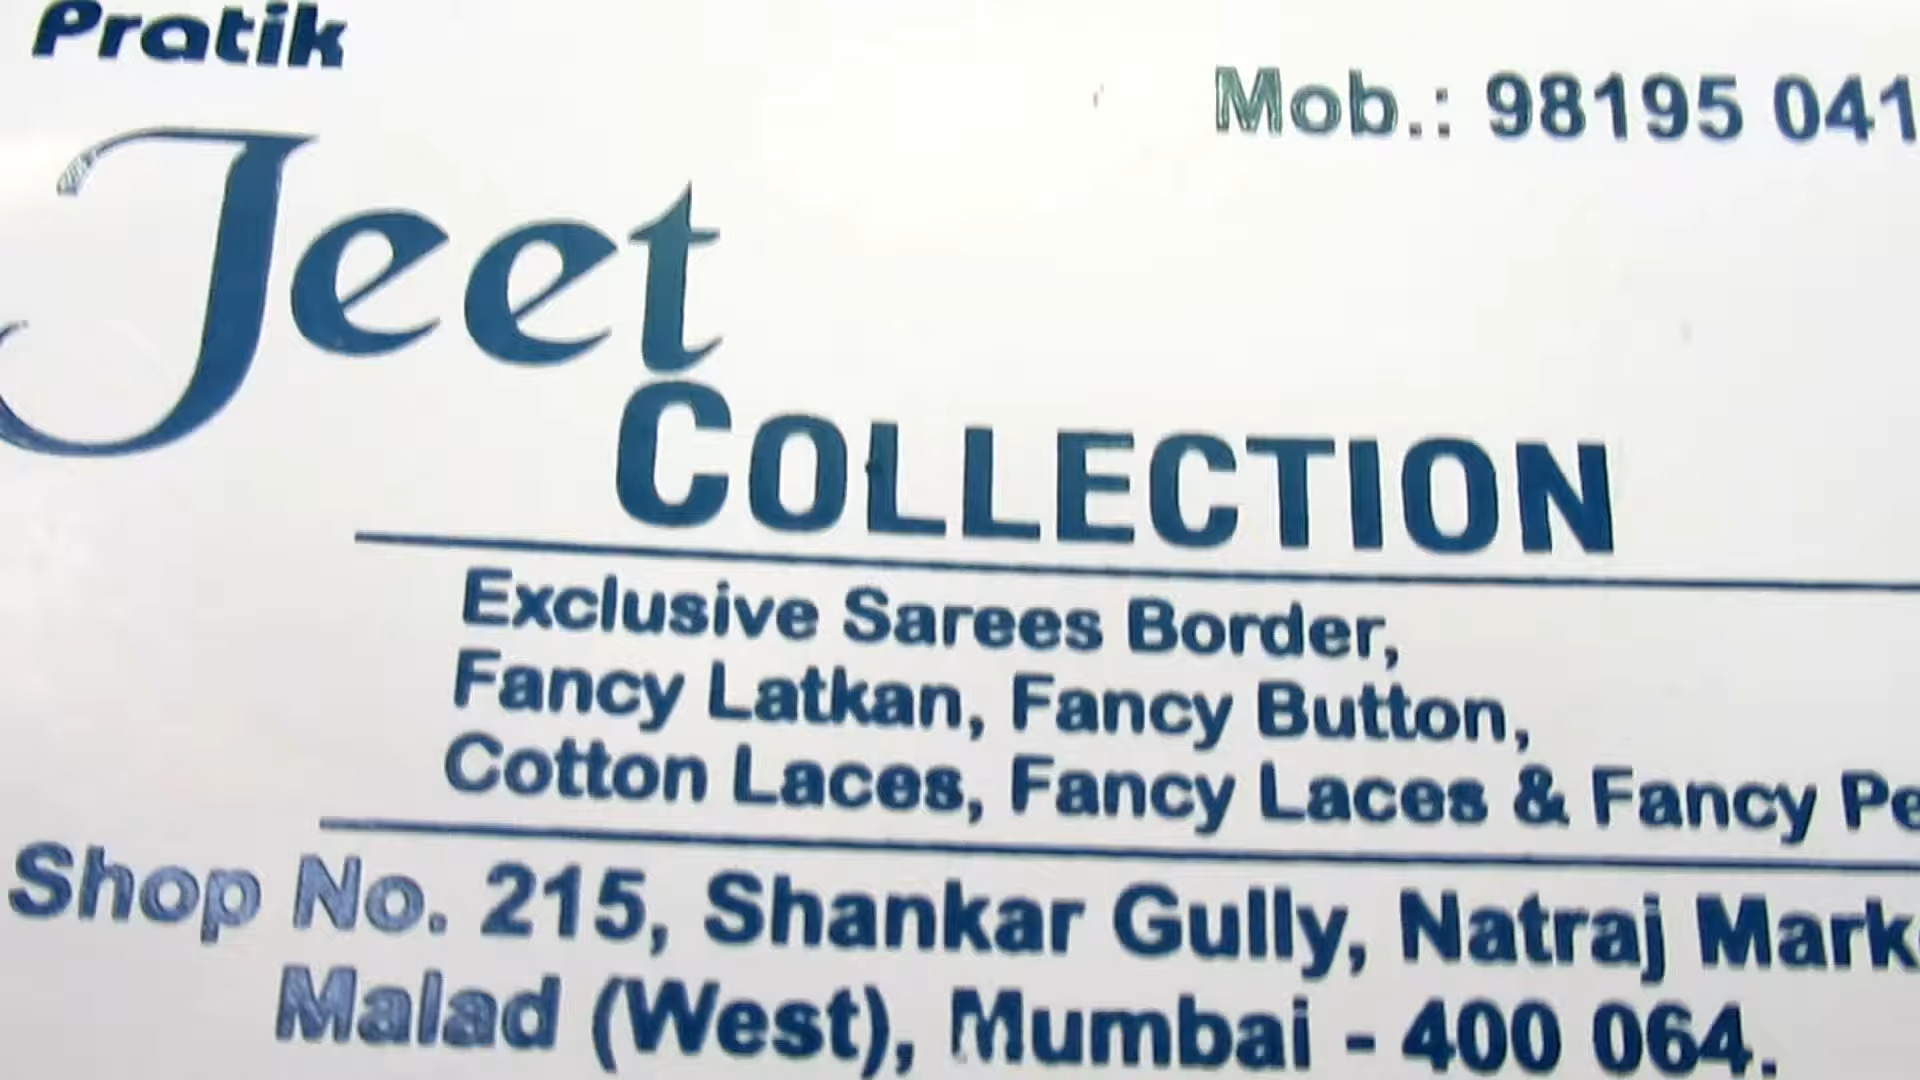 Pratik
Mob.: 98195 041
Jeet
COLLECTION
Exclusive Sarees Border,
Fancy Latkan, Fancy Button,
Cotton Laces, Fancy Laces & Fancy
Shop No. 215, Shankar Gully, Natraj
Malad (West), Mumbai - 400 064.